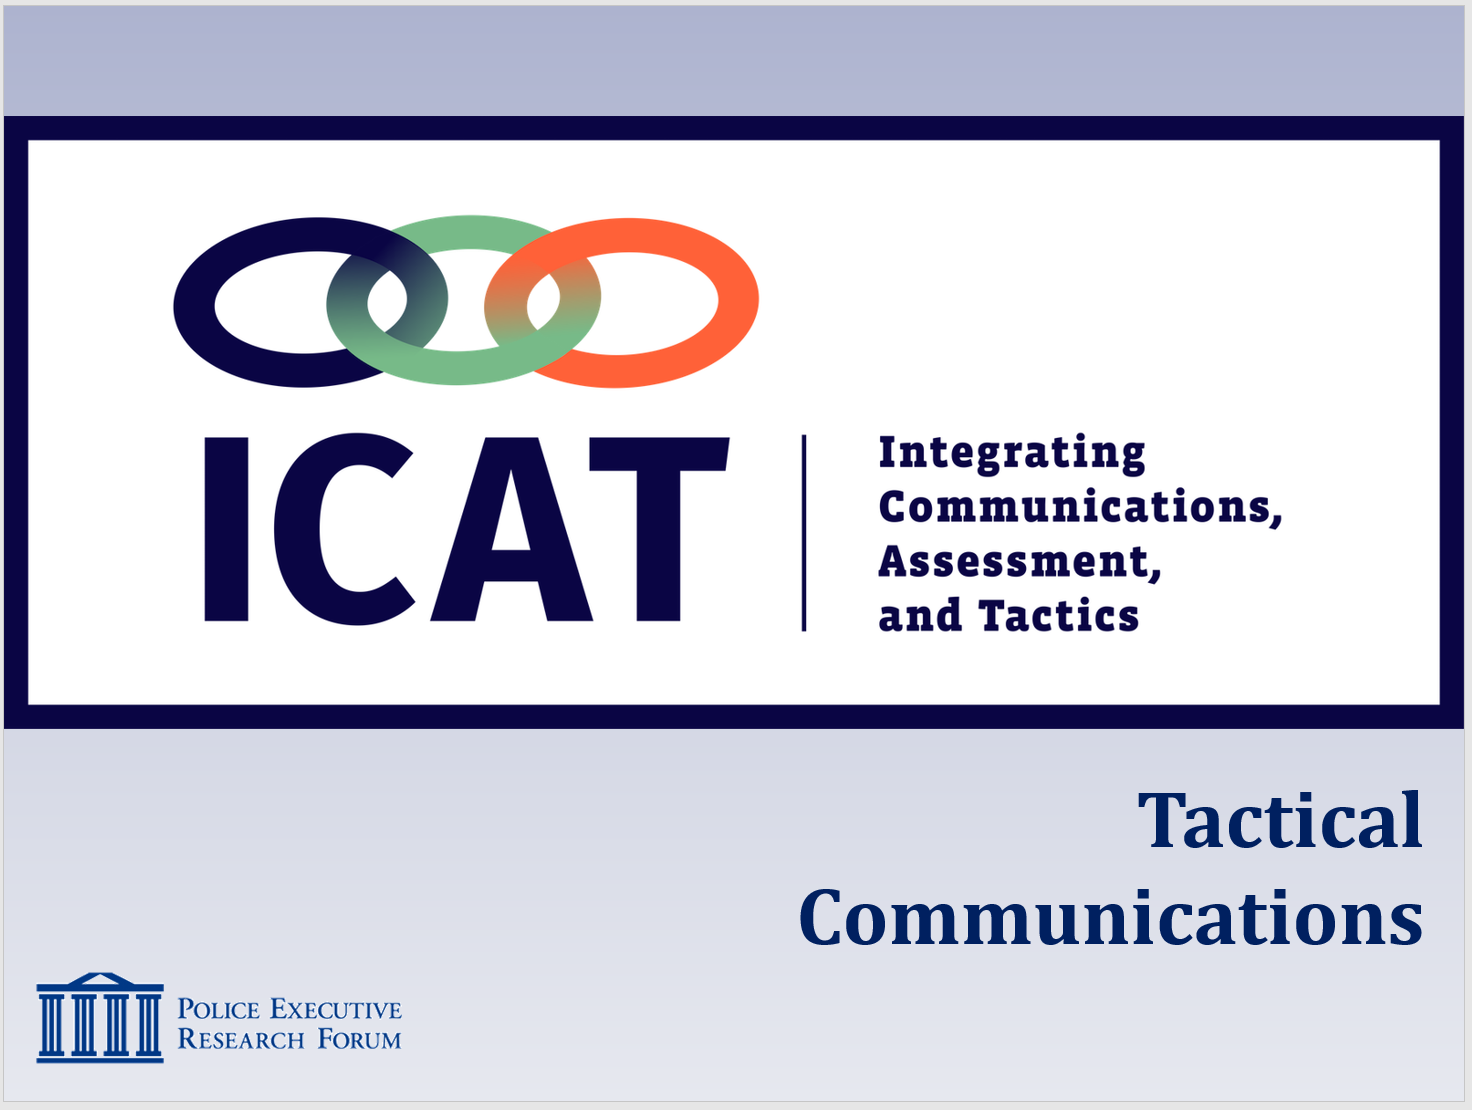 ICAT
Integrating
Communications,
Assessment,
and Tactics
Tactical
Communications
POLICE EXECUTIVE
RESEARCH FORUM